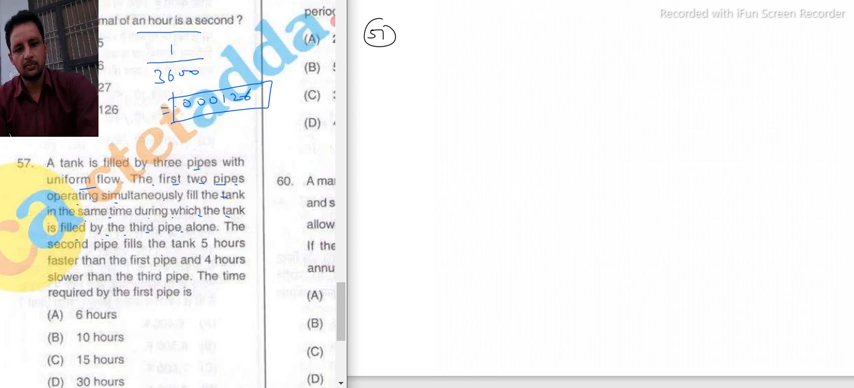 Recorded with iFun Screen Recorder
mal of an hour is a second ?
5
6
27
126
1
3600
= 000126
57. A tank is filled by three pipes with
uniform flow. The first two pipes
operating simultaneously fill the tank
in the same time during which the tank
is filled by the third pipe alone. The
second pipe fills the tank 5 hours
faster than the first pipe and 4 hours
slower than the third pipe. The time
required by the first pipe is
(A) 6 hours
(B) 10 hours
(C) 15 hours
(D) 30 hours
perio
(A) 2
(B)
(C)
(D)
60. A ma
and s
allow
If the
annu
(A)
(B)
(C)
(D)
ctetadda.
57